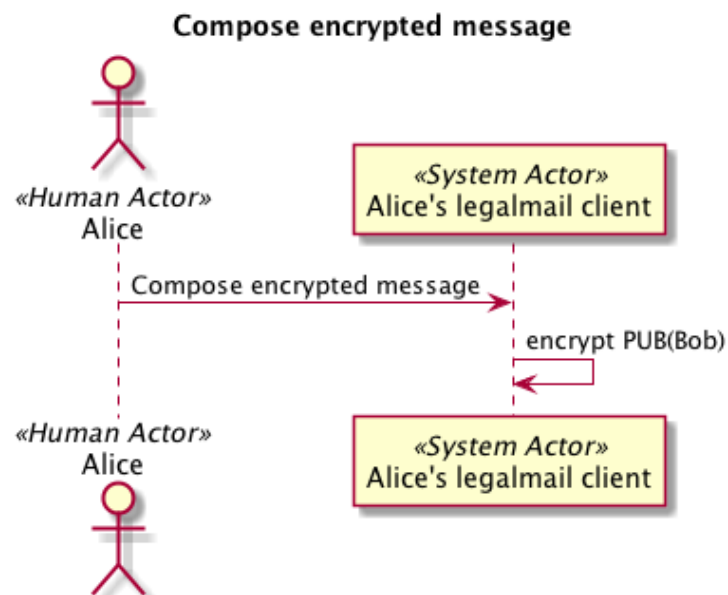 Compose encrypted message
«Human Actor»
Alice
«System Actor»
Alice's legalmail client
Compose encrypted message
encrypt PUB(Bob)
«Human Actor»
Alice
«System Actor»
Alice's legalmail client